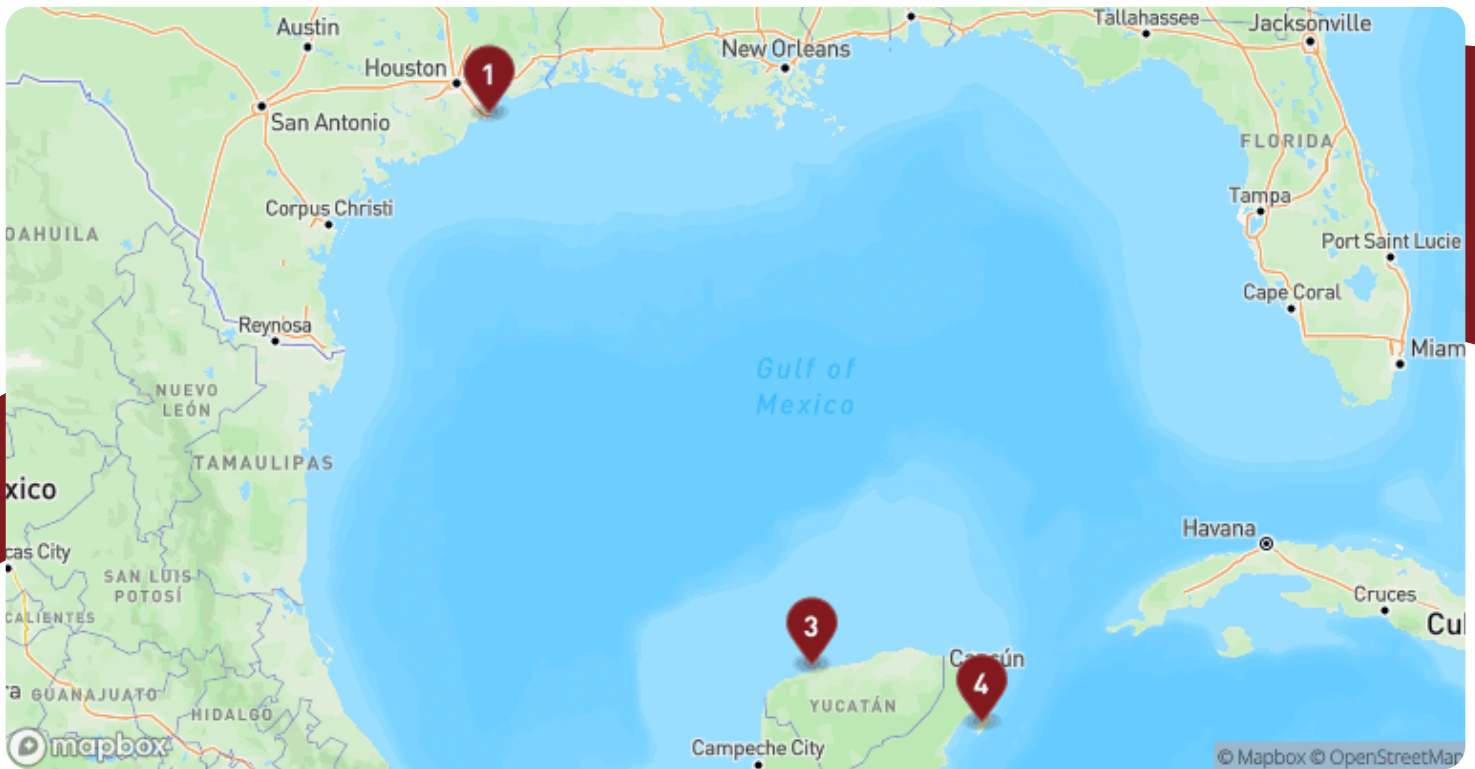 Austin
Tallahassee
Jacksonville
New Orleans
Houston
1
San Antonio
FLORIDA
Tampa
Corpus Christi
OAHUILA
Port Saint Lucie
Cape Coral
Reynosa
Miam
Gulf of
Mexico
NUEVO
LEÓN
TAMAULIPAS
xico
Havana
cas City
SAN LUIS
POTOSÍ
Cruces
CALIENTES
Cu
3
Cancún
4
ra
GUANAJUATO
YUCATÁN
HIDALGO
mapbox
Campeche City
© Mapbox © OpenStreetMap